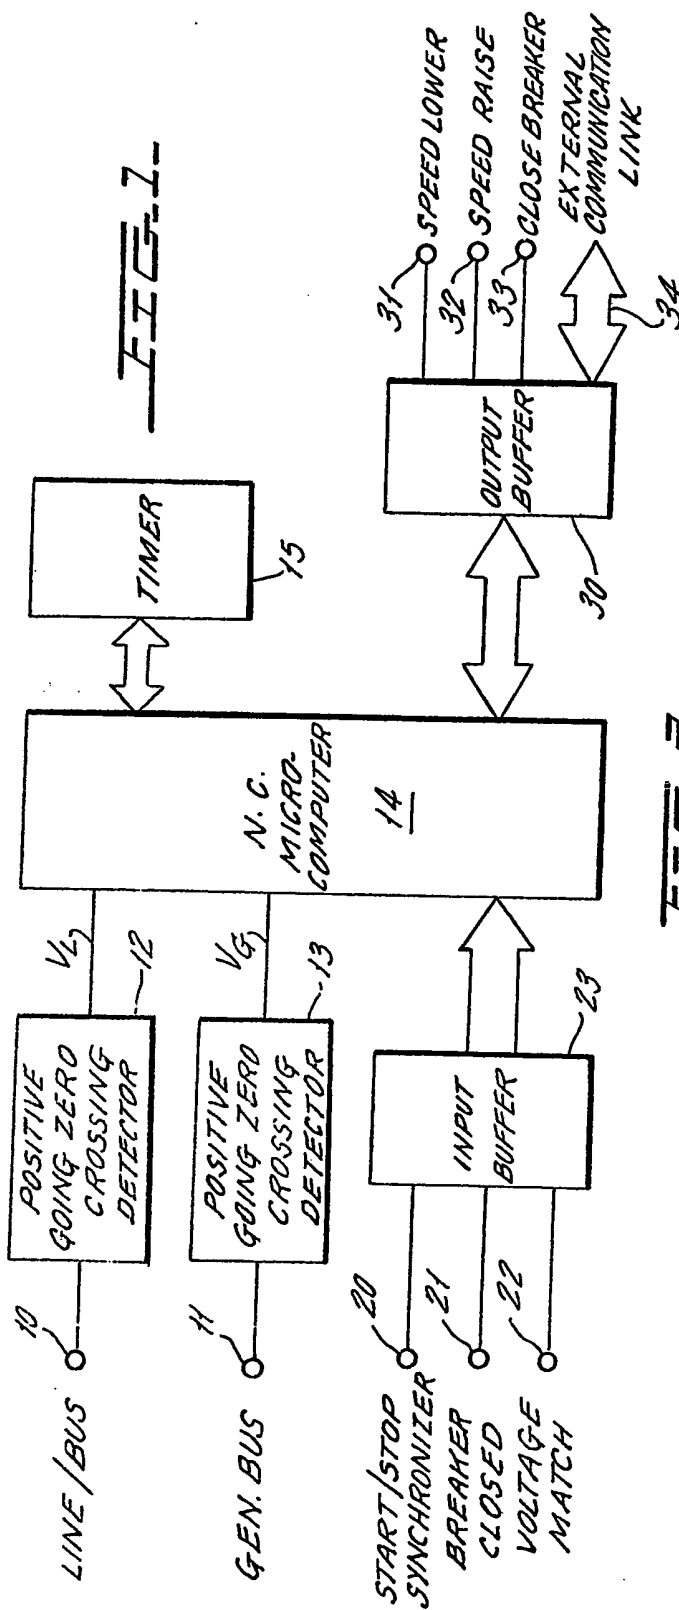 FIG. 1
LINE/BUS
10
POSITIVE
GOING ZERO
CROSSING
DETECTOR
12
VL
GEN. BUS
11
POSITIVE
GOING ZERO
CROSSING
DETECTOR
13
VG
N. C.
MICRO-
COMPUTER
14
TIMER
15
START/STOP
SYNCHRONIZER
20
BREAKER
CLOSED
21
VOLTAGE
MATCH
22
INPUT
BUFFER
23
OUTPUT
BUFFER
30
31
SPEED LOWER
32
SPEED RAISE
33
CLOSE BREAKER
EXTERNAL
COMMUNICATION
LINK
34